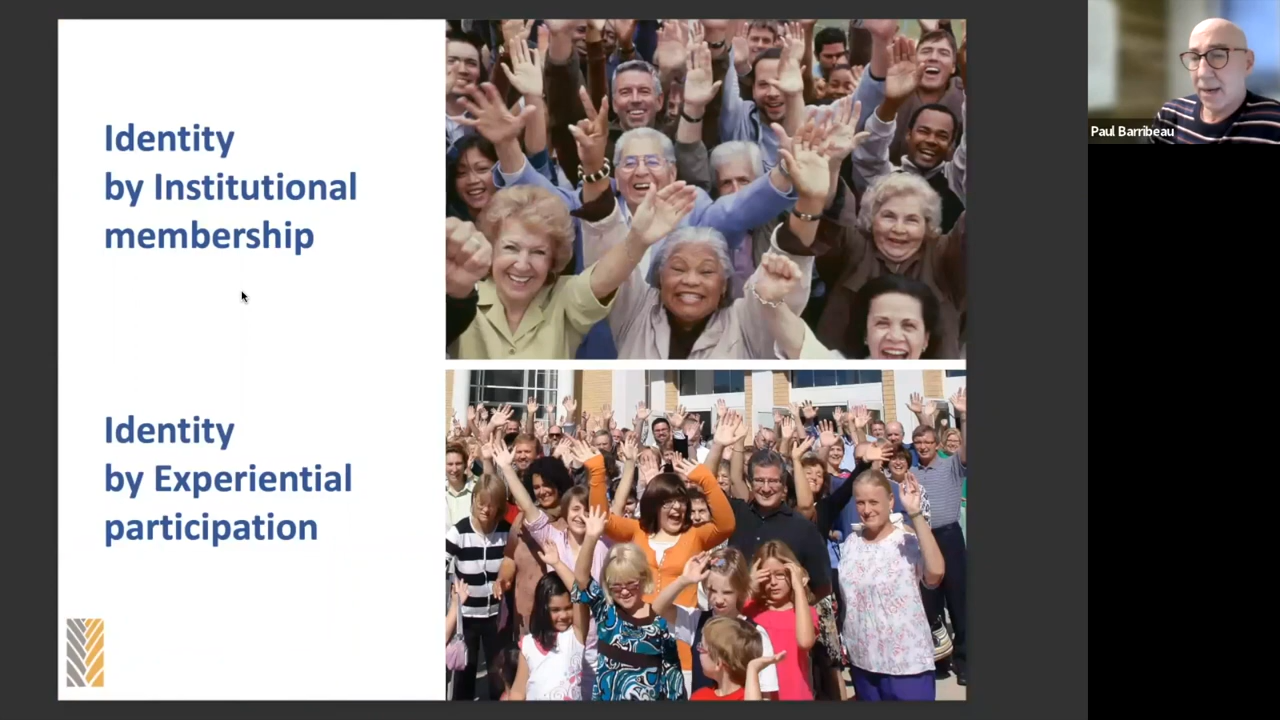 Identity
by Institutional
membership
Identity
by Experiential
participation
Paul Barribeau